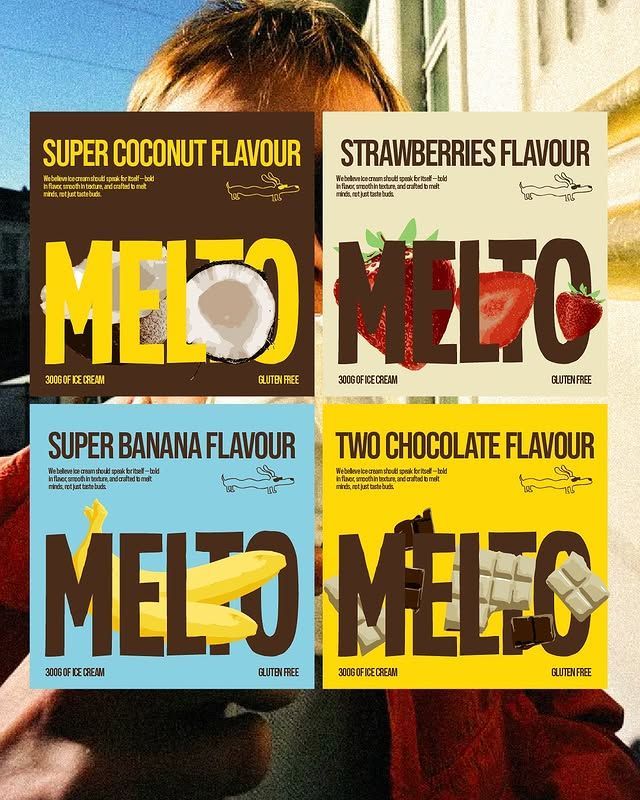 SUPER COCONUT FLAVOUR
We believe ice cream should speak for itself — bold
in flavor, smooth in texture, and crafted to melt
minds, not just taste buds.
MELTO
300G OF ICE CREAM
GLUTEN FREE
STRAWBERRIES FLAVOUR
We believe ice cream should speak for itself — bold
in flavor, smooth in texture, and crafted to melt
minds, not just taste buds.
MELTO
300G OF ICE CREAM
GLUTEN FREE
SUPER BANANA FLAVOUR
We believe ice cream should speak for itself — bold
in flavor, smooth in texture, and crafted to melt
minds, not just taste buds.
MELTO
300G OF ICE CREAM
GLUTEN FREE
TWO CHOCOLATE FLAVOUR
We believe ice cream should speak for itself — bold
in flavor, smooth in texture, and crafted to melt
minds, not just taste buds.
MELTO
300G OF ICE CREAM
GLUTEN FREE